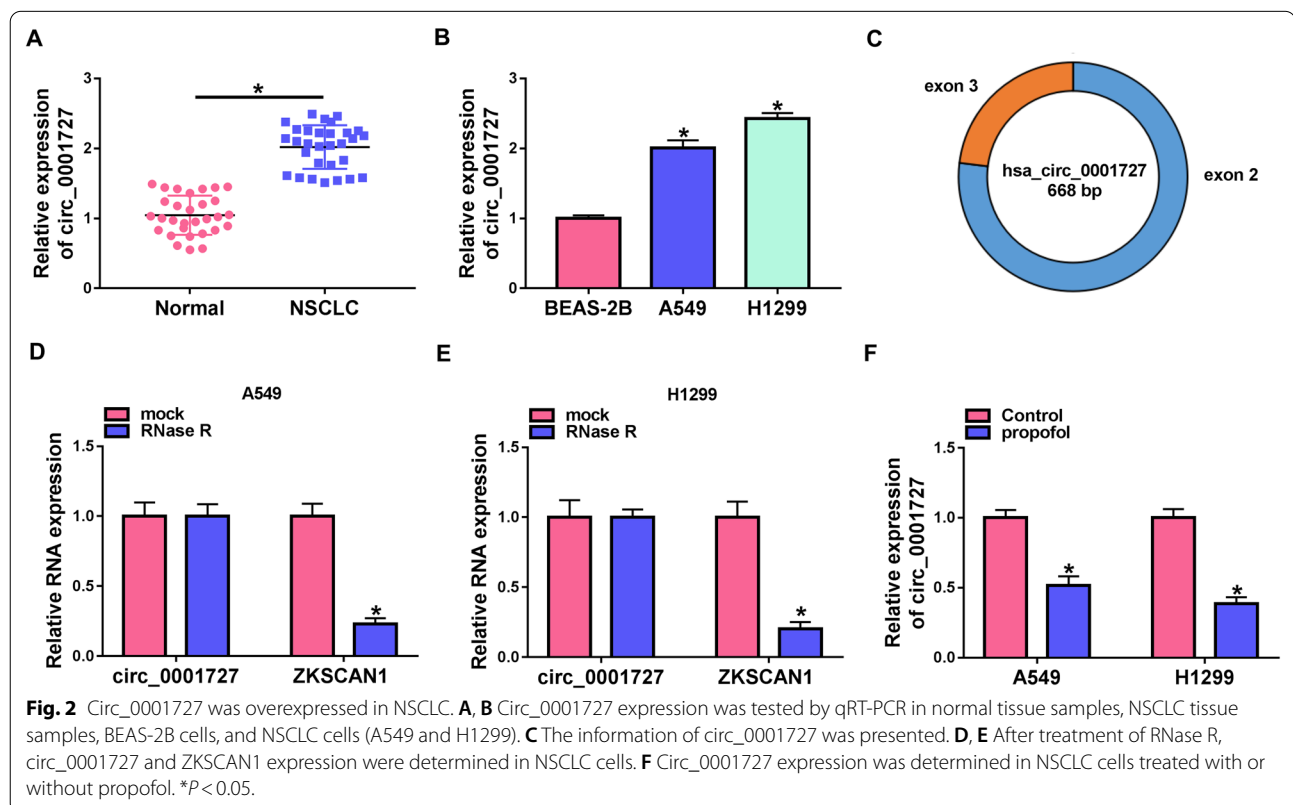 A
Relative expression
of circ_0001727
3
2
1
0
*
Normal
NSCLC
B
Relative expression
of circ_0001727
3
2
1
0
*
*
BEAS-2B
A549
H1299
C
exon 3
hsa_circ_0001727
668 bp
exon 2
D
A549
mock
RNase R
Relative RNA expression
1.5
1.0
0.5
0.0
*
circ_0001727
ZKSCAN1
E
H1299
mock
RNase R
Relative RNA expression
1.5
1.0
0.5
0.0
*
circ_0001727
ZKSCAN1
F
Control
propofol
Relative expression
of circ_0001727
1.5
1.0
0.5
0.0
*
*
A549
H1299
Fig. 2 Circ_0001727 was overexpressed in NSCLC. A, B Circ_0001727 expression was tested by qRT-PCR in normal tissue samples, NSCLC tissue
samples, BEAS-2B cells, and NSCLC cells (A549 and H1299). C The information of circ_0001727 was presented. D, E After treatment of RNase R,
circ_0001727 and ZKSCAN1 expression were determined in NSCLC cells. F Circ_0001727 expression was determined in NSCLC cells treated with or
without propofol. *P < 0.05.